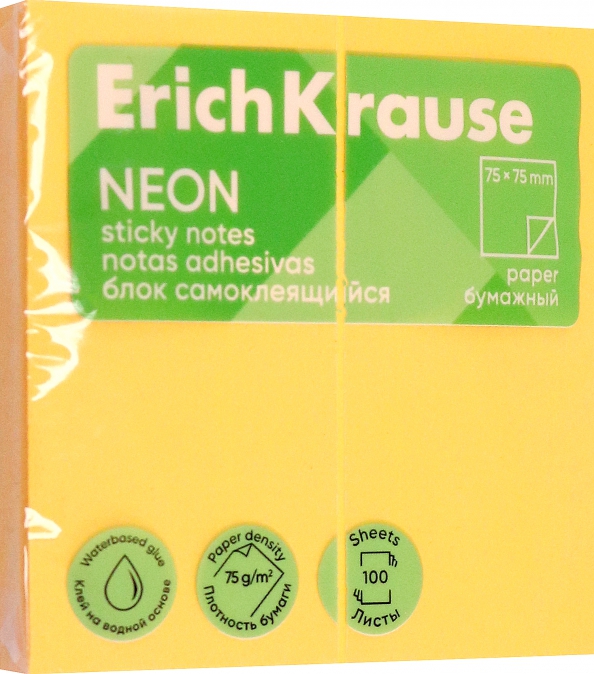 ErichKrause
NEON
sticky notes
notas adhesivas
блок самоклеящийся
75 × 75 mm
paper
бумажный
Waterbased glue
Клей на водной основе
Paper density
75 g/m²
Плотность бумаги
Sheets
100
Листы